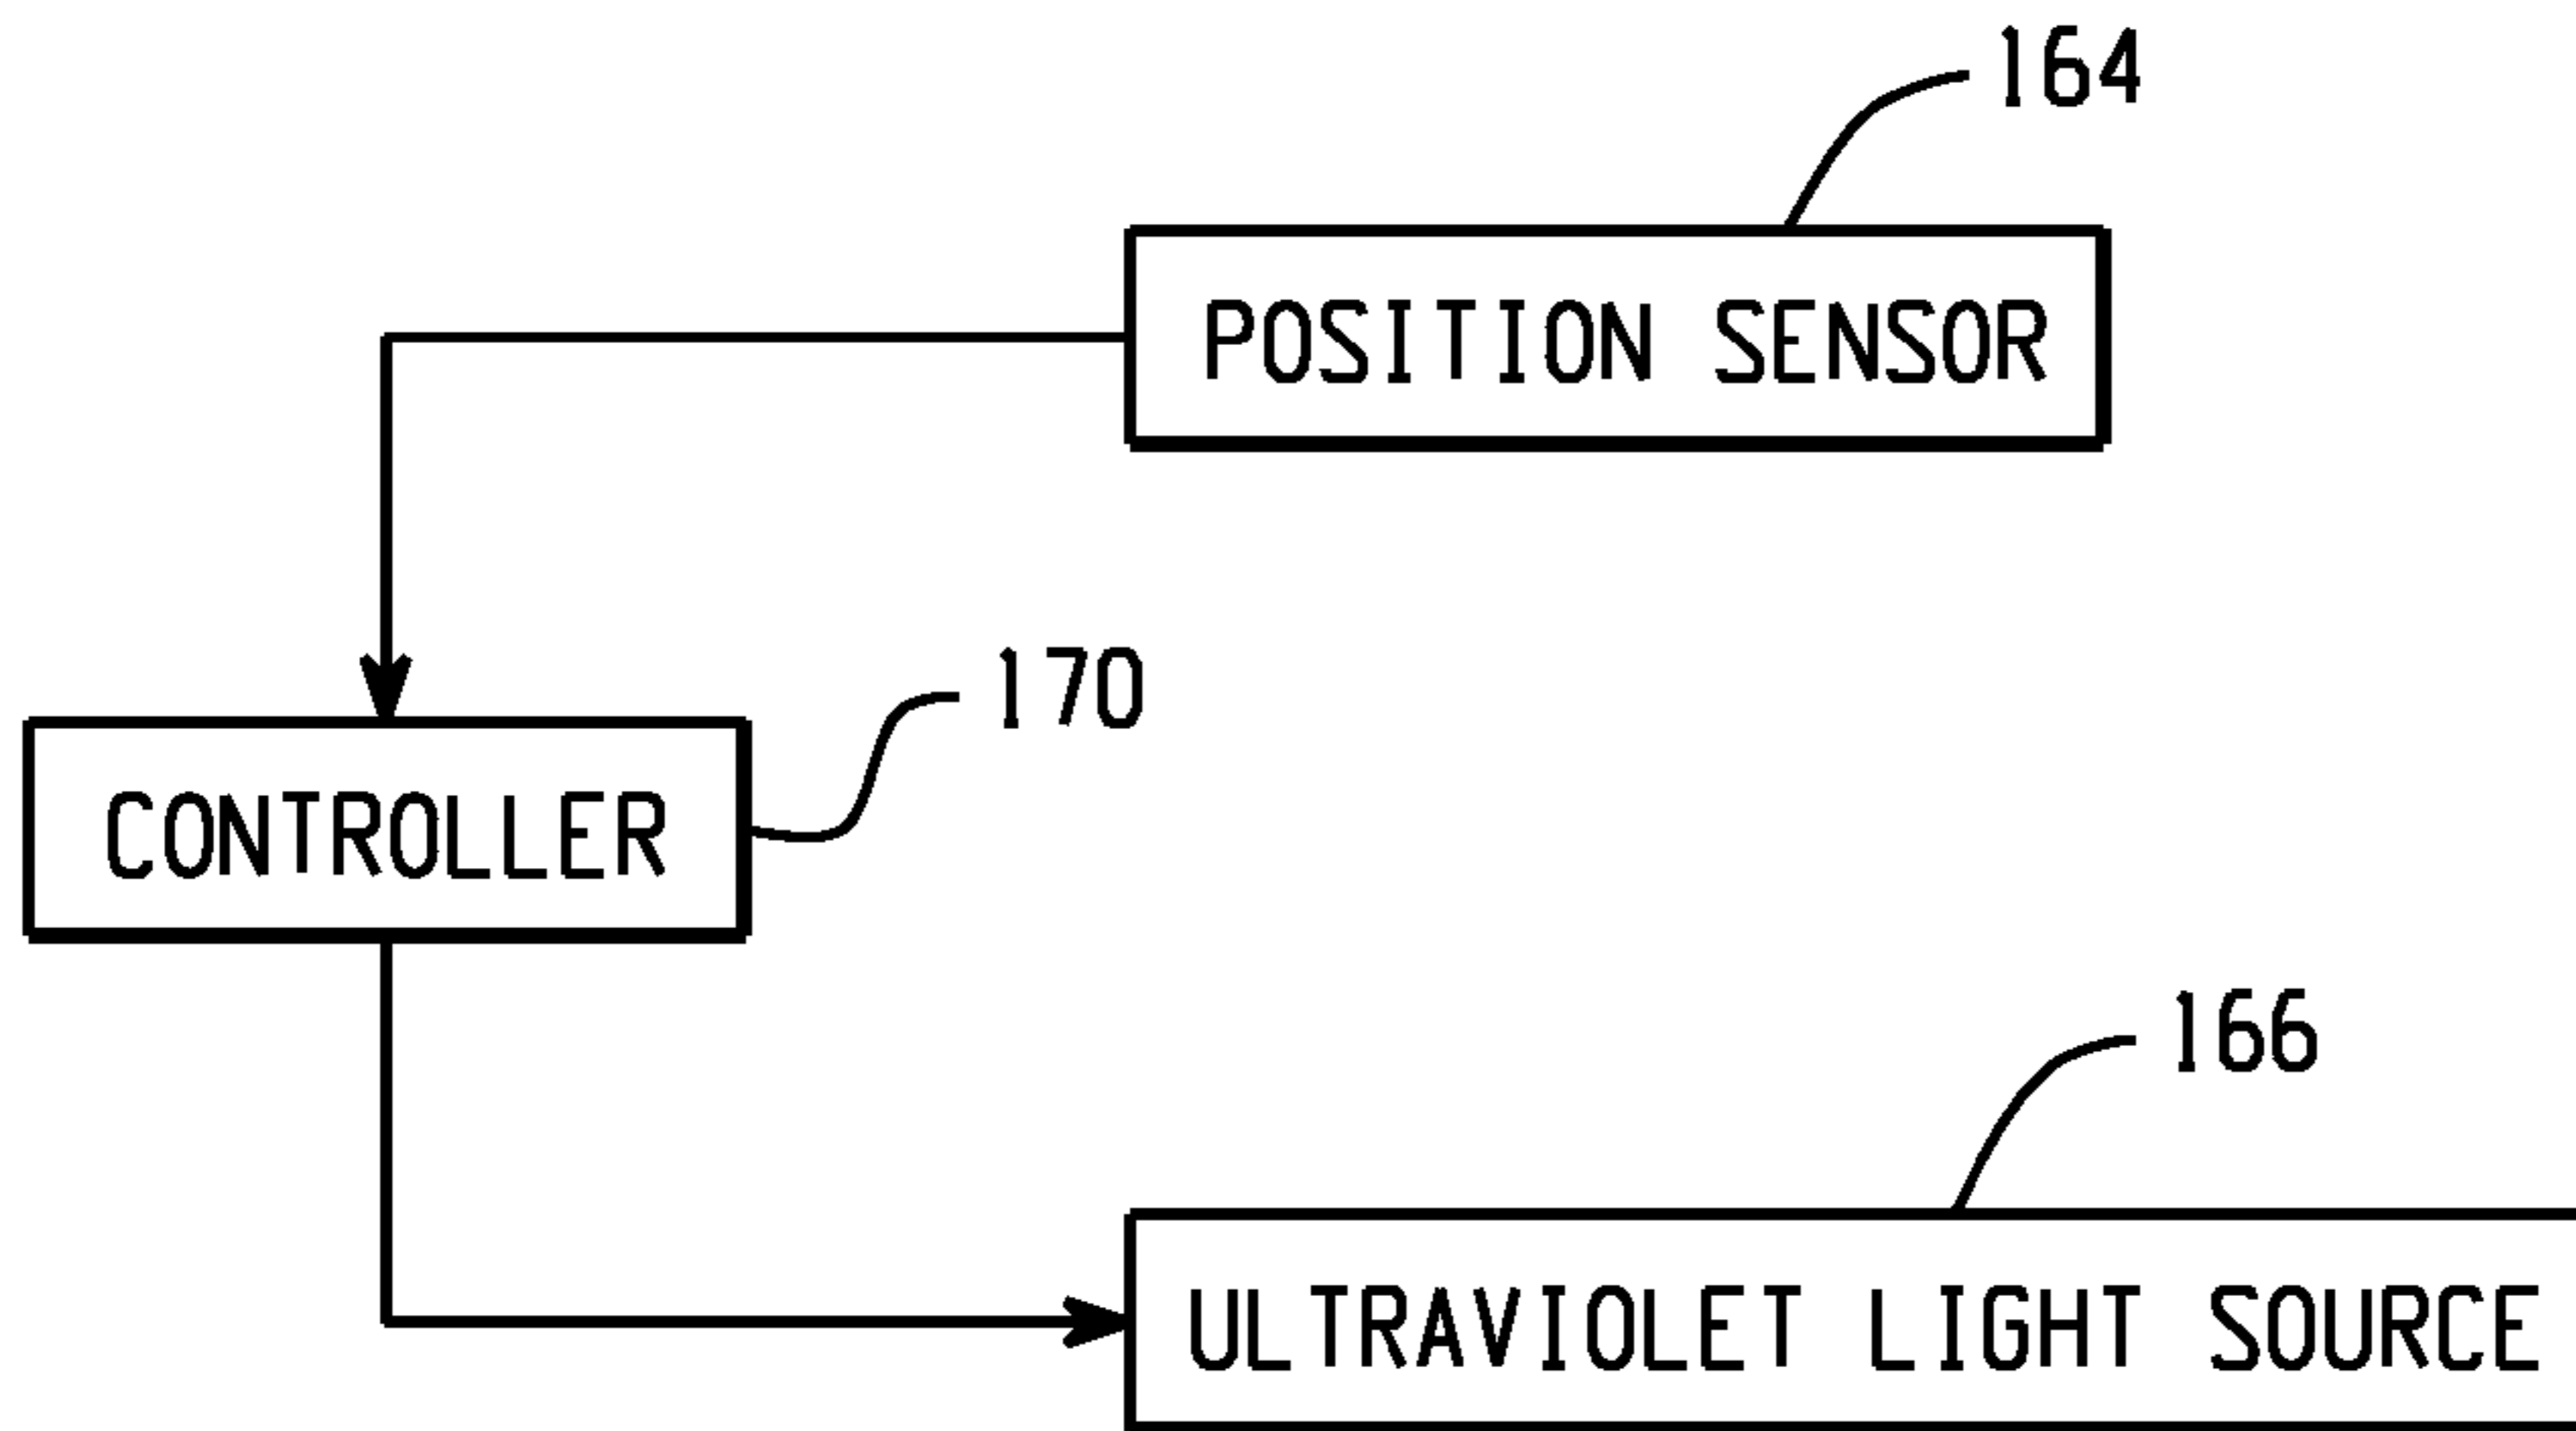 164
POSITION SENSOR
170
CONTROLLER
166
ULTRAVIOLET LIGHT SOURCE